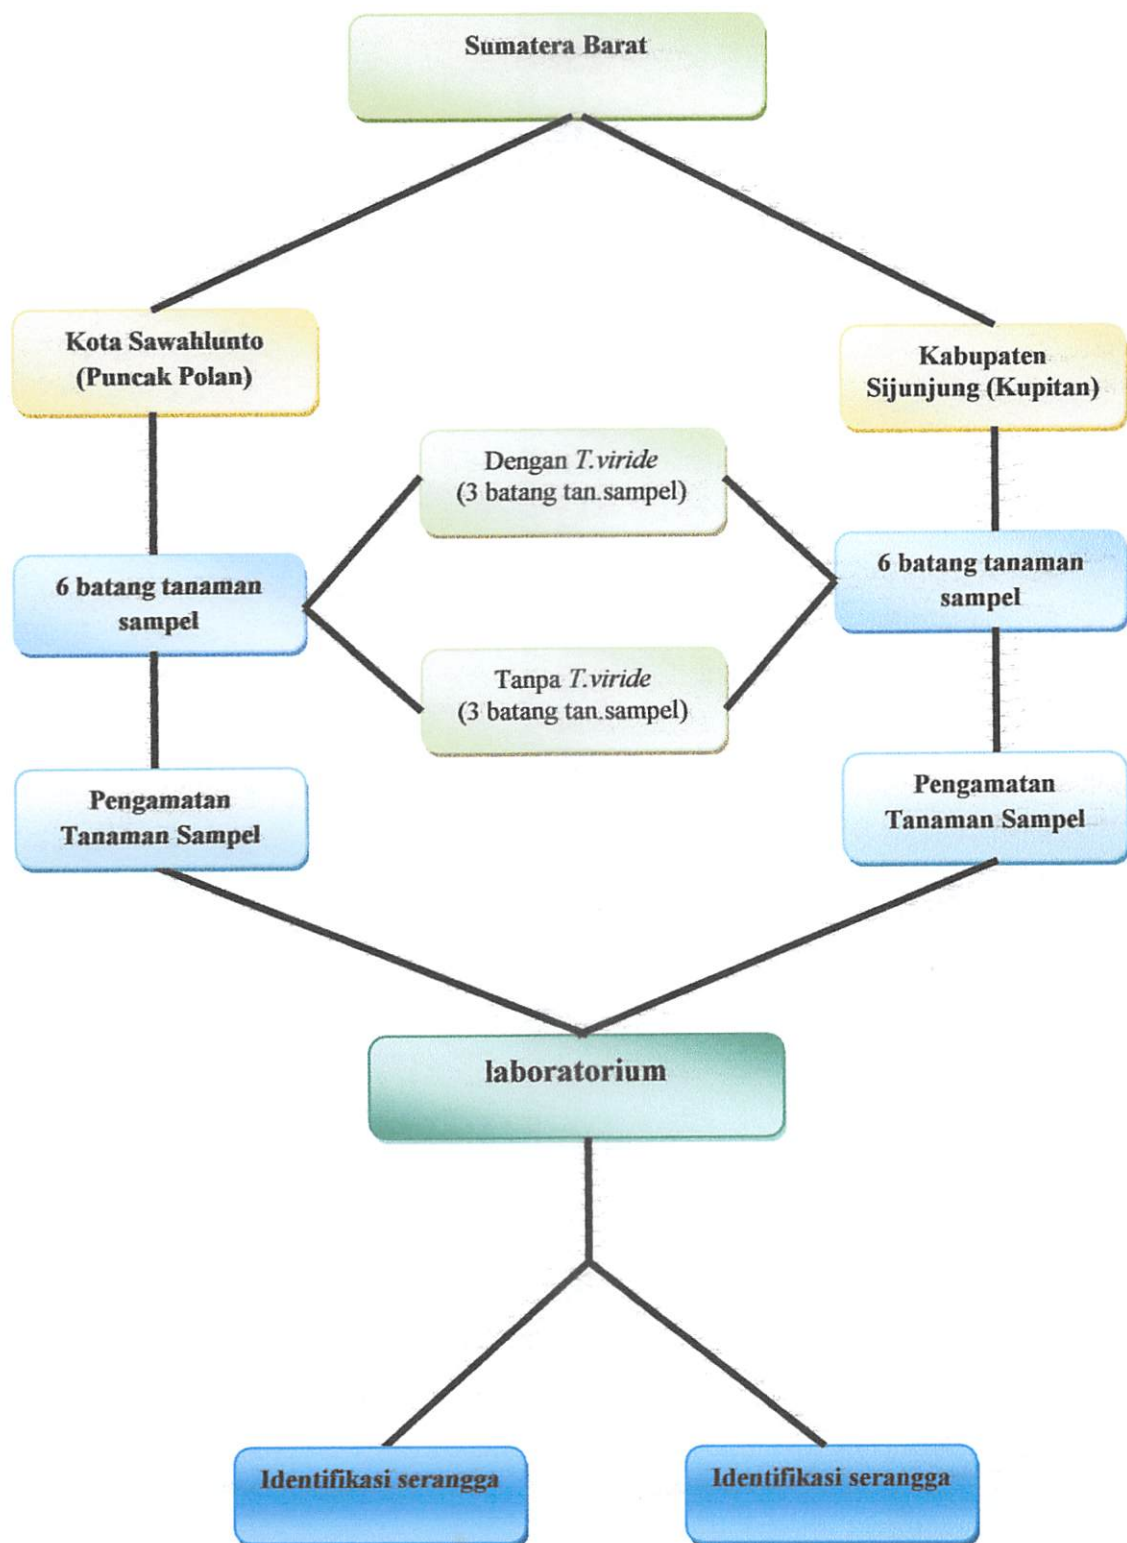 Sumatera Barat
Kota Sawahlunto
(Puncak Polan)
Kabupaten
Sijunjung (Kupitan)
Dengan T.viride
(3 batang tan.sampel)
6 batang tanaman
sampel
6 batang tanaman
sampel
Tanpa T.viride
(3 batang tan.sampel)
Pengamatan
Tanaman Sampel
Pengamatan
Tanaman Sampel
laboratorium
Identifikasi serangga
Identifikasi serangga